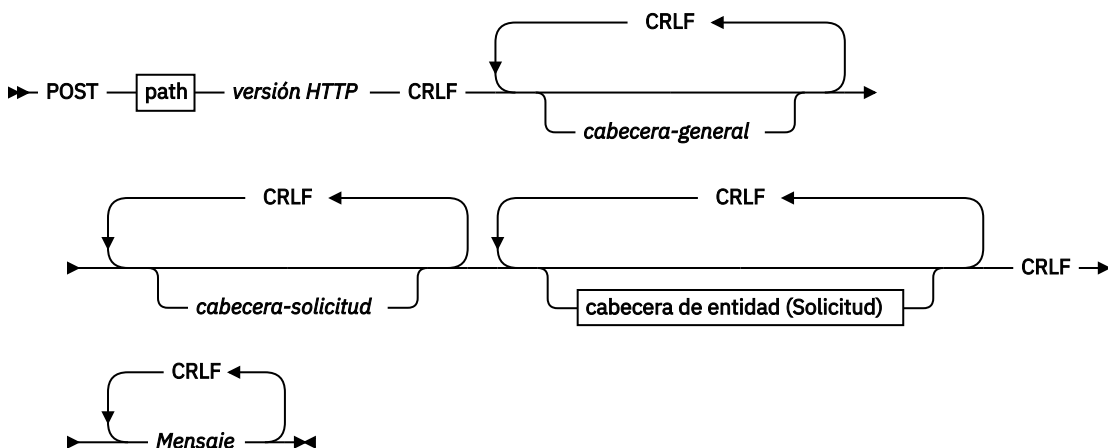 CRLF
POST path versión HTTP CRLF
cabecera-general
CRLF CRLF
CRLF
cabecera-solicitud cabecera de entidad (Solicitud)
CRLF
Mensaje